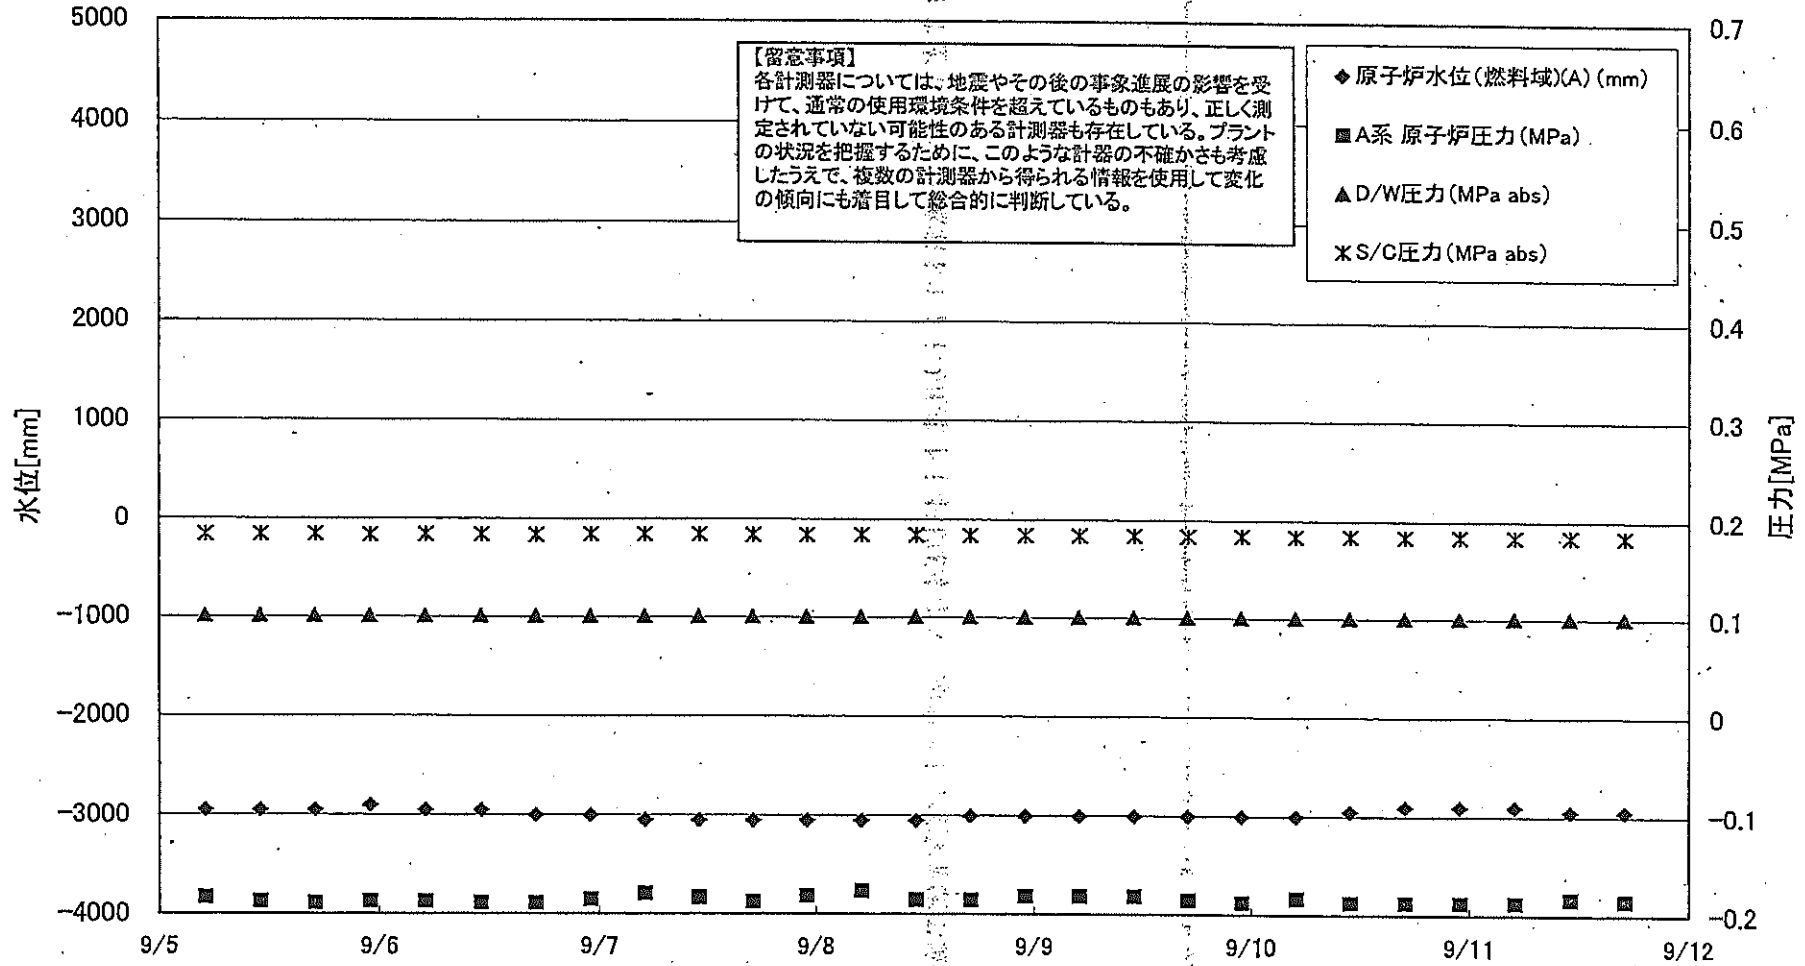 5000
4000
3000
2000
1000
0
-1000
-2000
-3000
-4000
水位[mm]
【留意事項】
各計測器については、地震やその後の事象進展の影響を受
けて、通常の使用環境条件を超えているものもあり、正しく測
定されていない可能性のある計測器も存在している。プラント
の状況を把握するために、このような計器の不確かさも考慮
したうえで、複数の計測器から得られる情報を使用して変化
の傾向にも着目して総合的に判断している。
原子炉水位(燃料域)(A)(mm)
A系 原子炉圧力(MPa)
D/W圧力(MPa abs)
S/C圧力(MPa abs)
0.7
0.6
0.5
0.4
0.3
0.2
0.1
0
-0.1
-0.2
圧力[MPa]
9/5 9/6 9/7 9/8 9/9 9/10 9/11 9/12